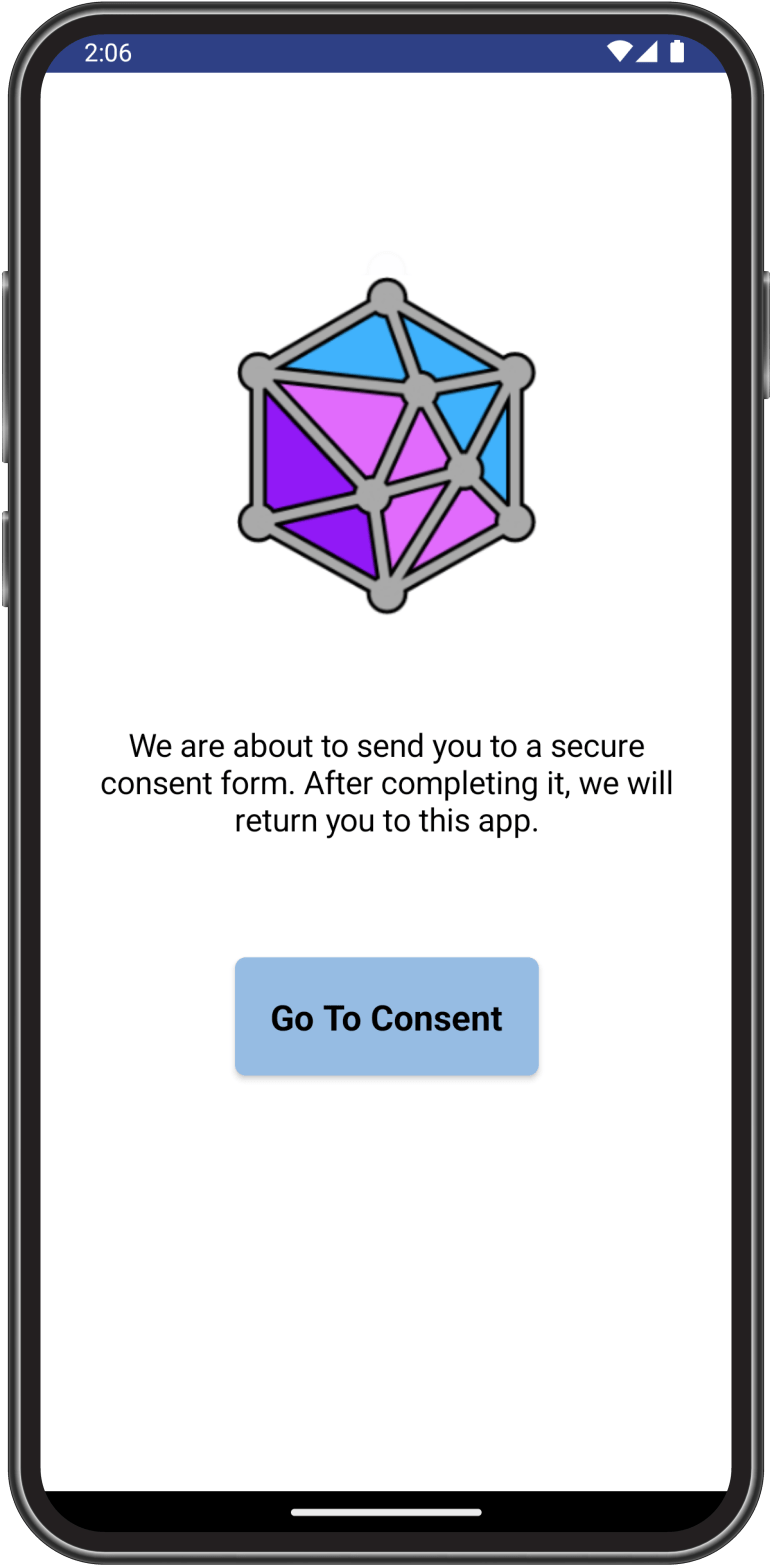 2:06
We are about to send you to a secure
consent form. After completing it, we will
return you to this app.
Go To Consent